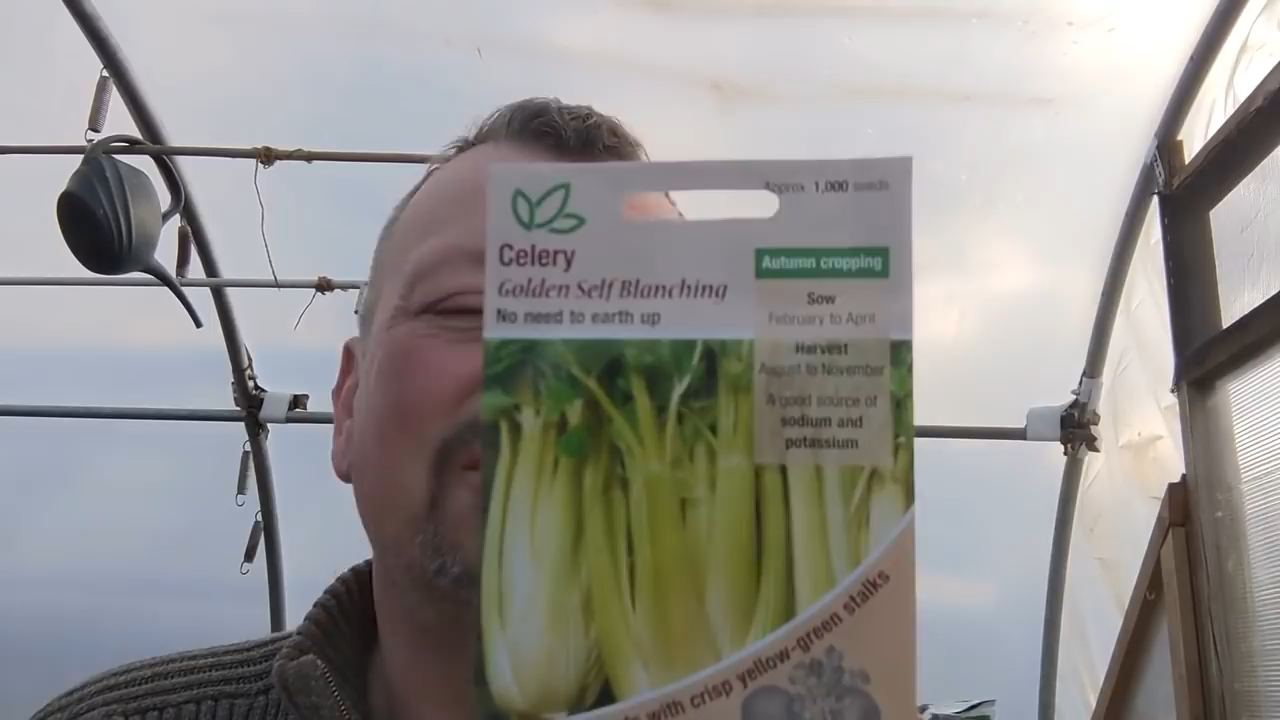 Approx. 1,000 seeds
Celery
Golden Self Blanching
No need to earth up
Autumn cropping
Sow
February to April
Harvest
August to November
A good source of
sodium and
potassium
with crisp yellow-green stalks